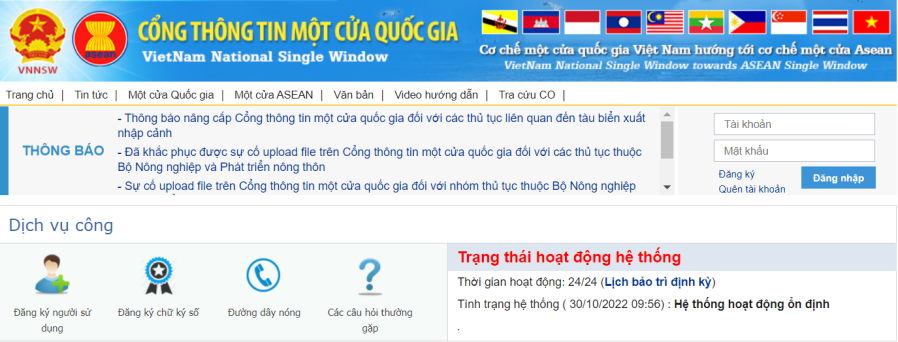 VNNSW
ASEAN
CỔNG THÔNG TIN MỘT CỬA QUỐC GIA
VietNam National Single Window
Cơ chế một cửa quốc gia Việt Nam hướng tới cơ chế một cửa Asean
VietNam National Single Window towards ASEAN Single Window
Trang chủ | Tin tức | Một cửa Quốc gia | Một cửa ASEAN | Văn bản | Video hướng dẫn | Tra cứu CO |
THÔNG BÁO
- Thông báo nâng cấp Cổng thông tin một cửa quốc gia đối với các thủ tục liên quan đến tàu biển xuất
nhập cảnh
- Đã khắc phục được sự cố upload file trên Cổng thông tin một cửa quốc gia đối với các thủ tục thuộc
Bộ Nông nghiệp và Phát triển nông thôn
- Sự cố upload file trên Cổng thông tin một cửa quốc gia đối với nhóm thủ tục thuộc Bộ Nông nghiệp
Tài khoản
Mật khẩu
Đăng ký
Quên tài khoản
Đăng nhập
Dịch vụ công
Đăng ký người sử
dụng
Đăng ký chữ ký số
Đường dây nóng
Các câu hỏi thường
gặp
Trạng thái hoạt động hệ thống
Thời gian hoạt động: 24/24 (Lịch bảo trì định kỳ)
Tình trạng hệ thống ( 30/10/2022 09:56) : Hệ thống hoạt động ổn định
.